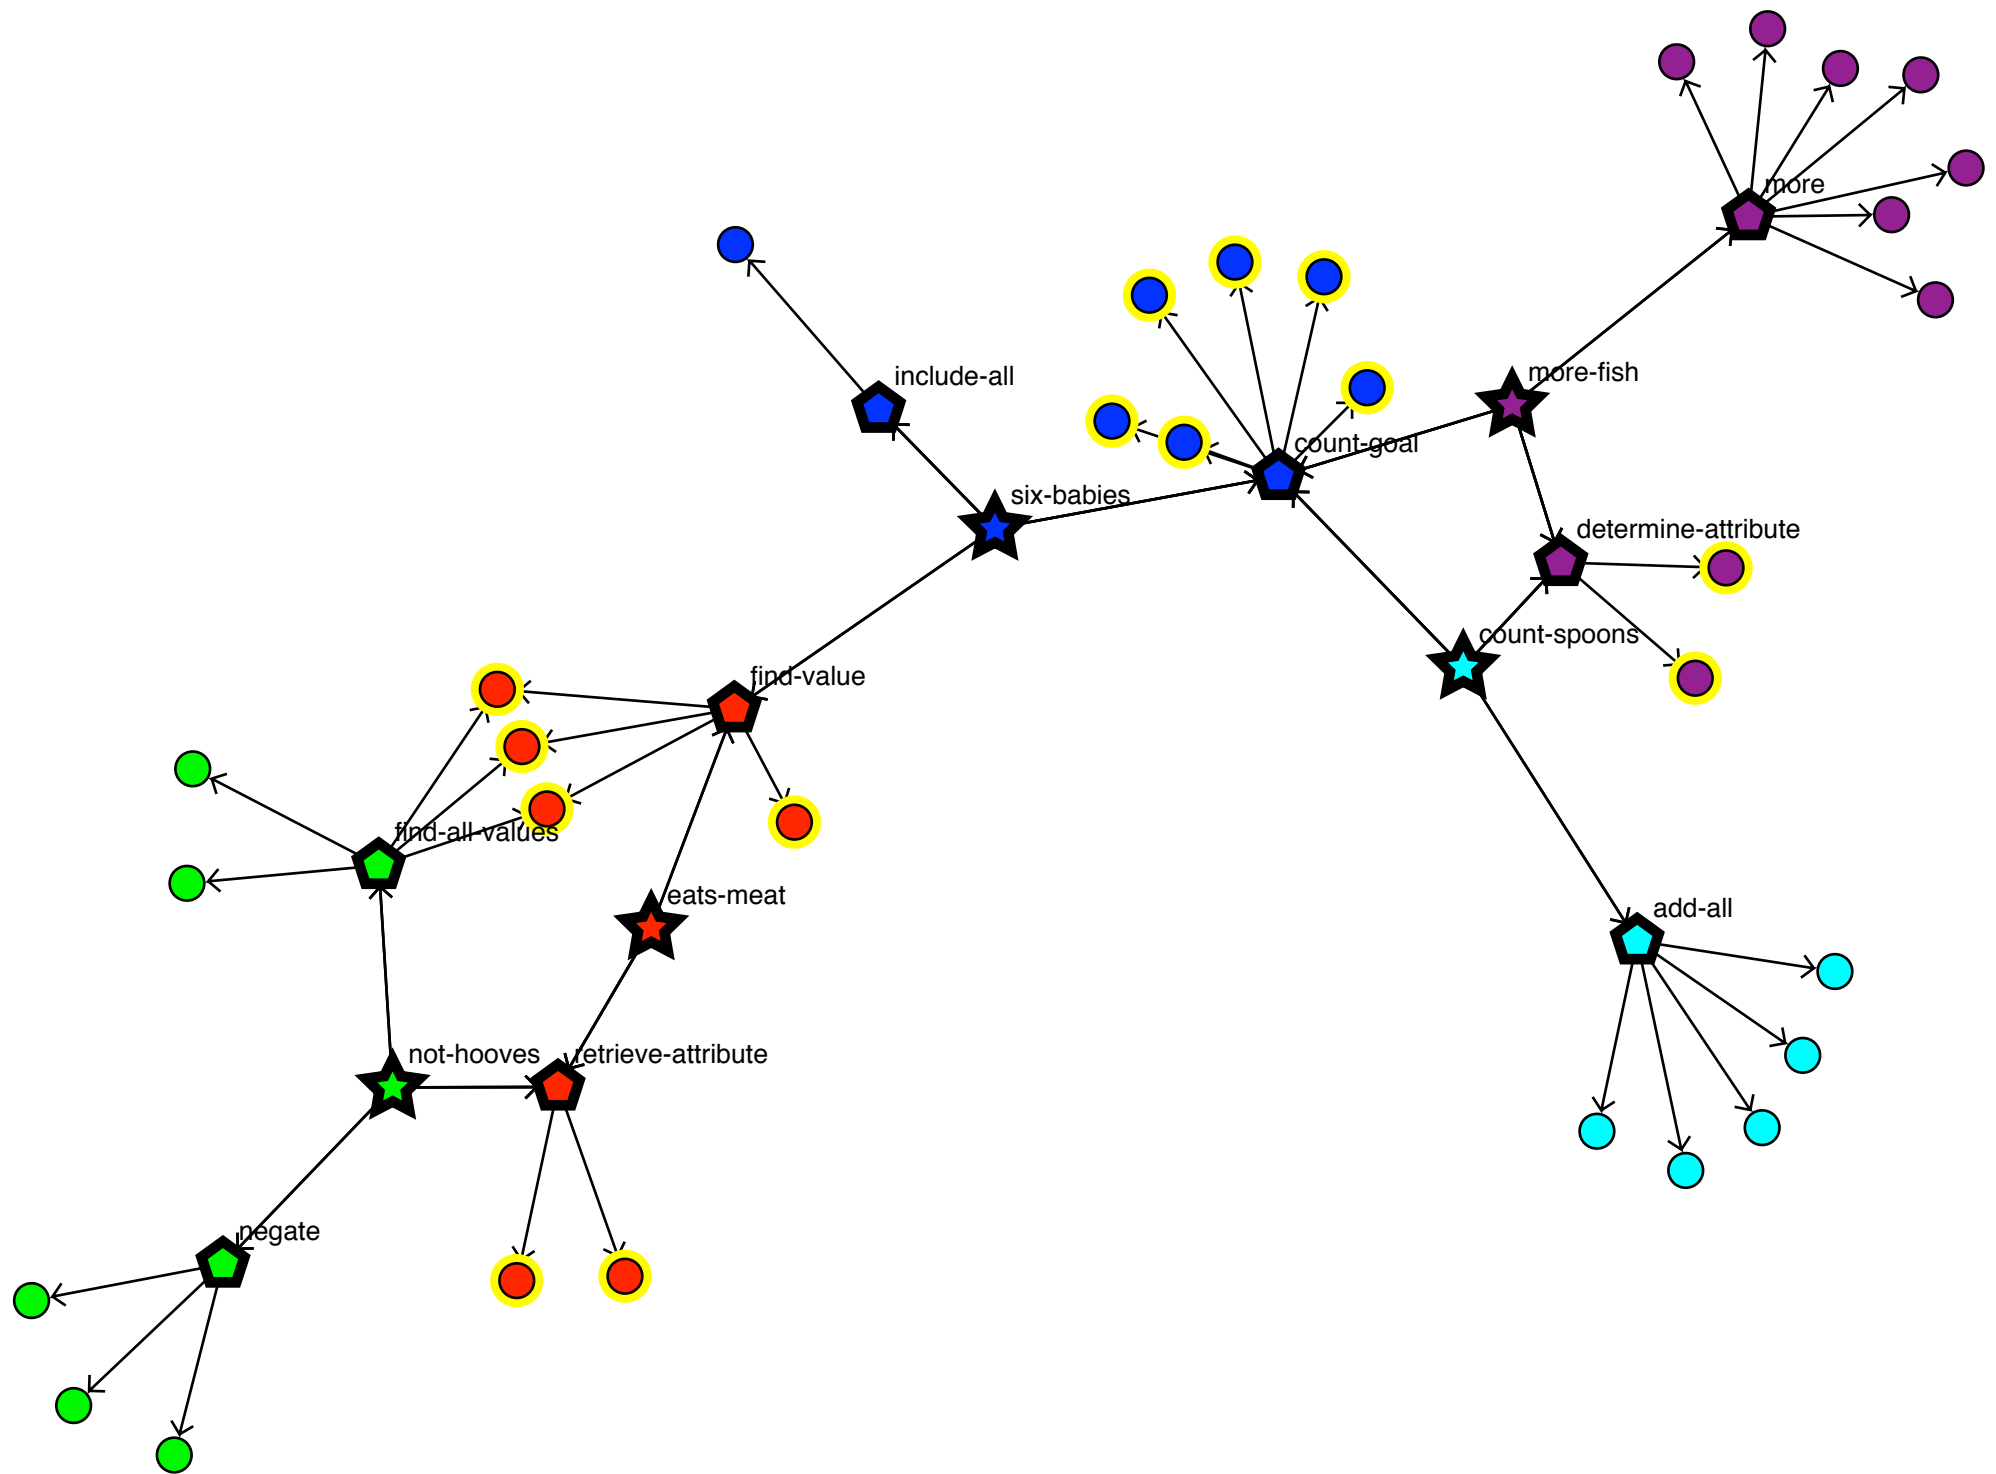 more
include-all
more-fish
count-goal
six-babies
determine-attribute
count-spoons
find-value
find-all-values
eats-meat
add-all
not-hooves
retrieve-attribute
negate